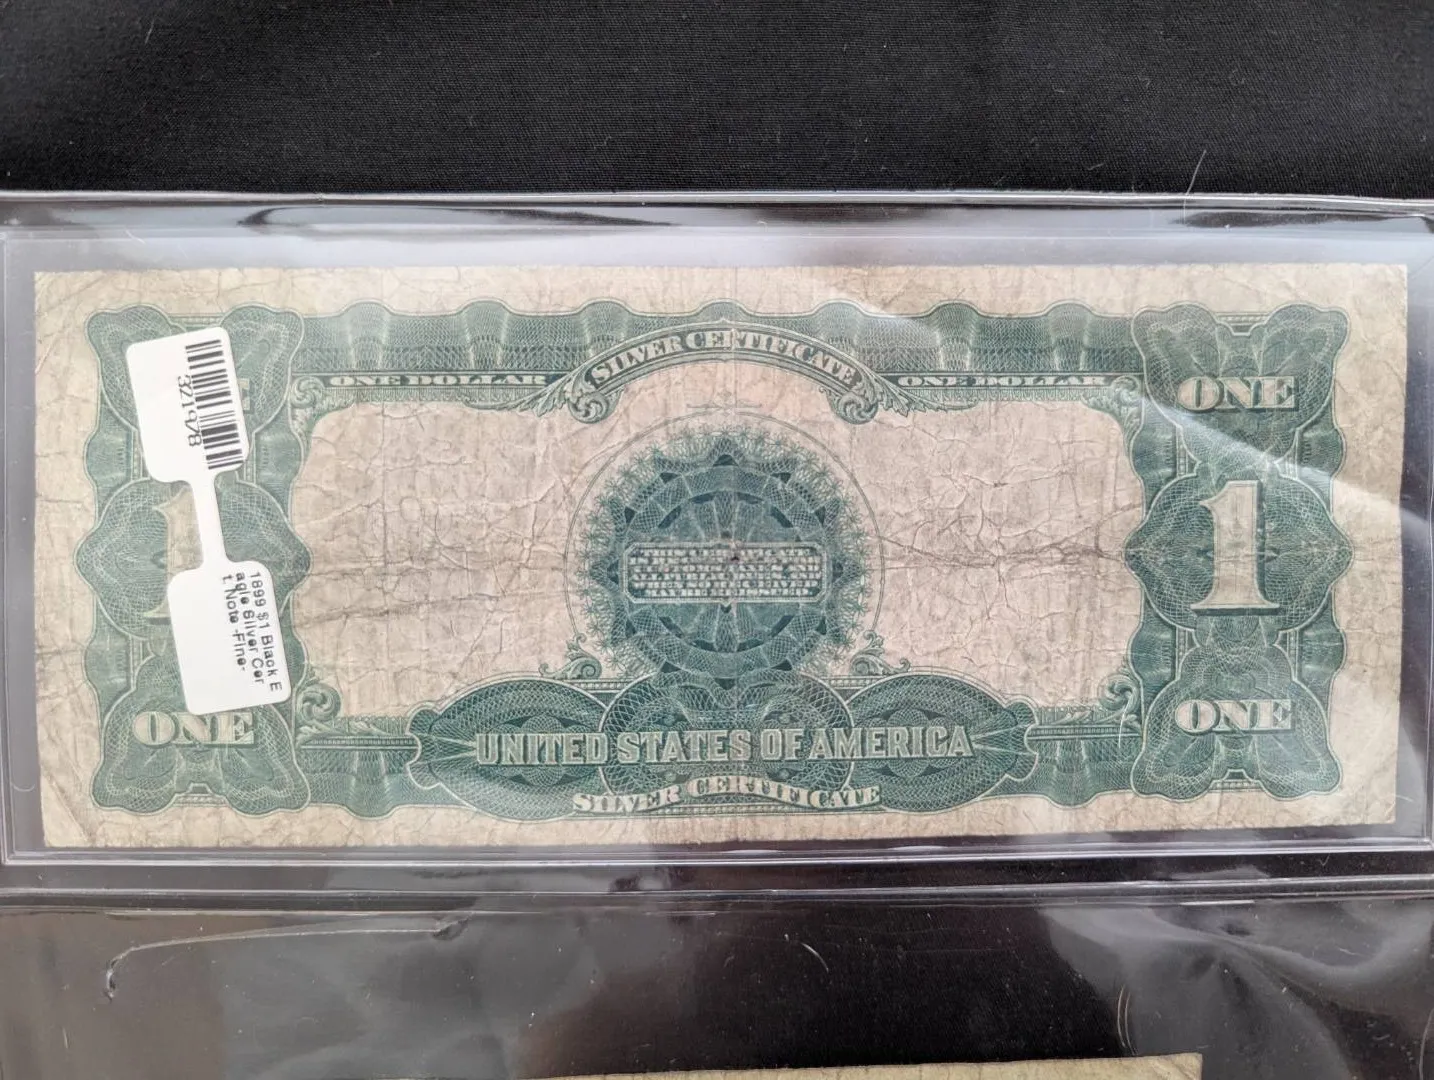 SILVER CERTIFICATE
ONE DOLLAR
ONE DOLLAR
ONE
321978
1
1
1899 $1 Black E
agle Silver Cer
t. Note -Fine-
ONE
ONE
UNITED STATES OF AMERICA
SILVER CERTIFICATE